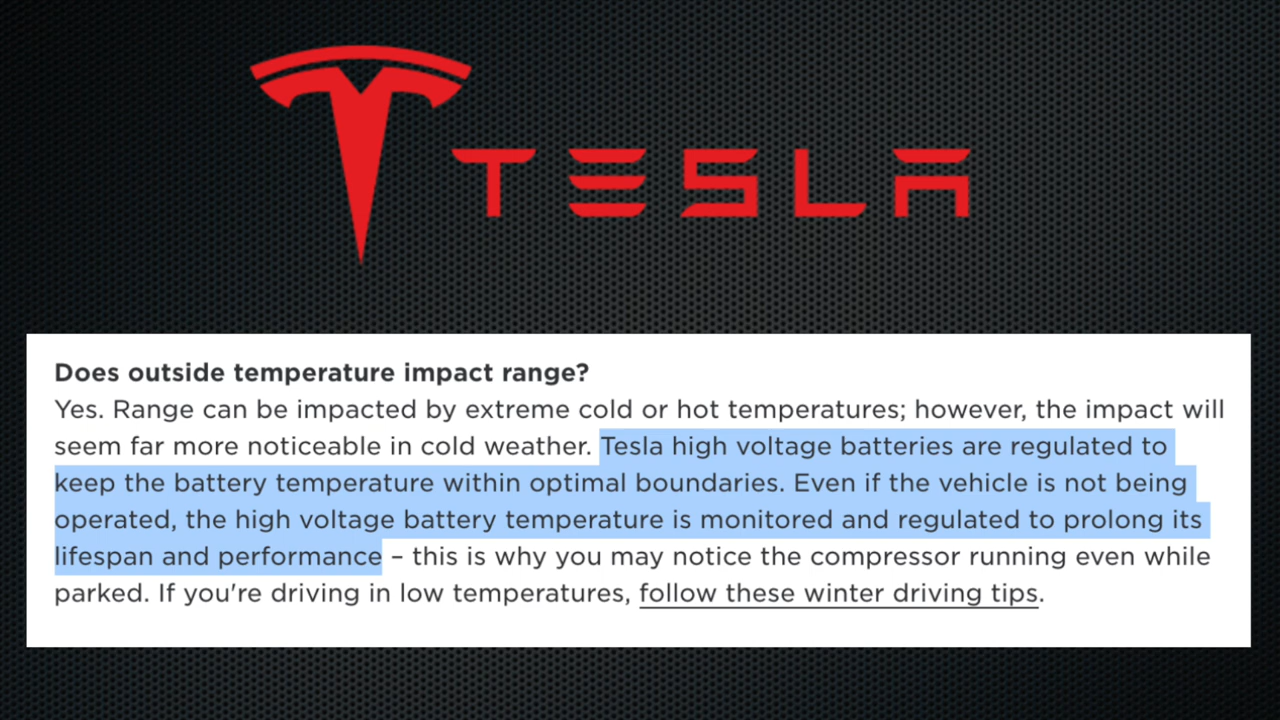 TESLA
Does outside temperature impact range?
Yes. Range can be impacted by extreme cold or hot temperatures; however, the impact will
seem far more noticeable in cold weather. Tesla high voltage batteries are regulated to
keep the battery temperature within optimal boundaries. Even if the vehicle is not being
operated, the high voltage battery temperature is monitored and regulated to prolong its
lifespan and performance – this is why you may notice the compressor running even while
parked. If you're driving in low temperatures, follow these winter driving tips.